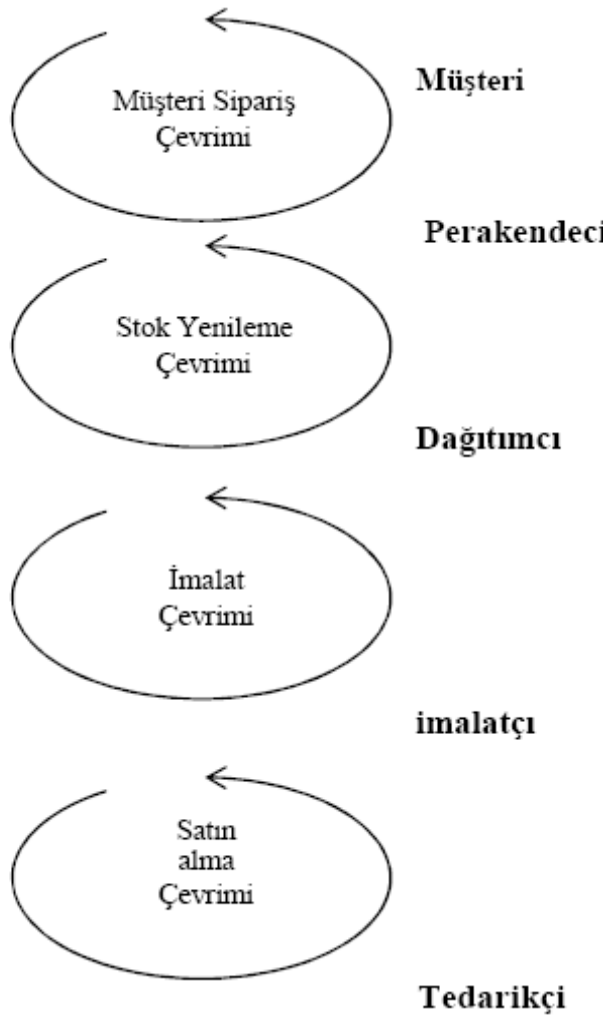 Müşteri
Müşteri Sipariş
Çevrimi
Perakendeci
Stok Yenileme
Çevrimi
Dağıtımcı
İmalat
Çevrimi
imalatçı
Satın
alma
Çevrimi
Tedarikçi